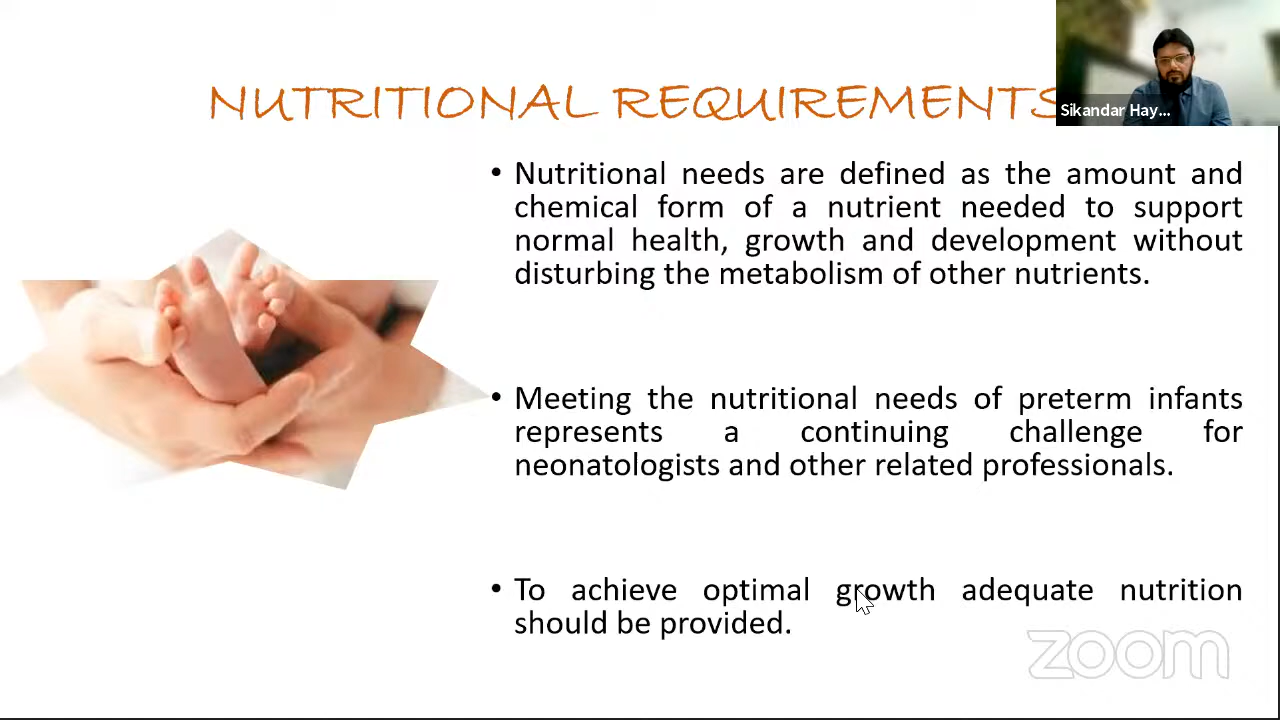 NUTRITIONAL REQUIREMENTS
Sikandar Hay...
• Nutritional needs are defined as the amount and
chemical form of a nutrient needed to support
normal health, growth and development without
disturbing the metabolism of other nutrients.
• Meeting the nutritional needs of preterm infants
represents a continuing challenge for
neonatologists and other related professionals.
• To achieve optimal growth adequate nutrition
should be provided.
zoom